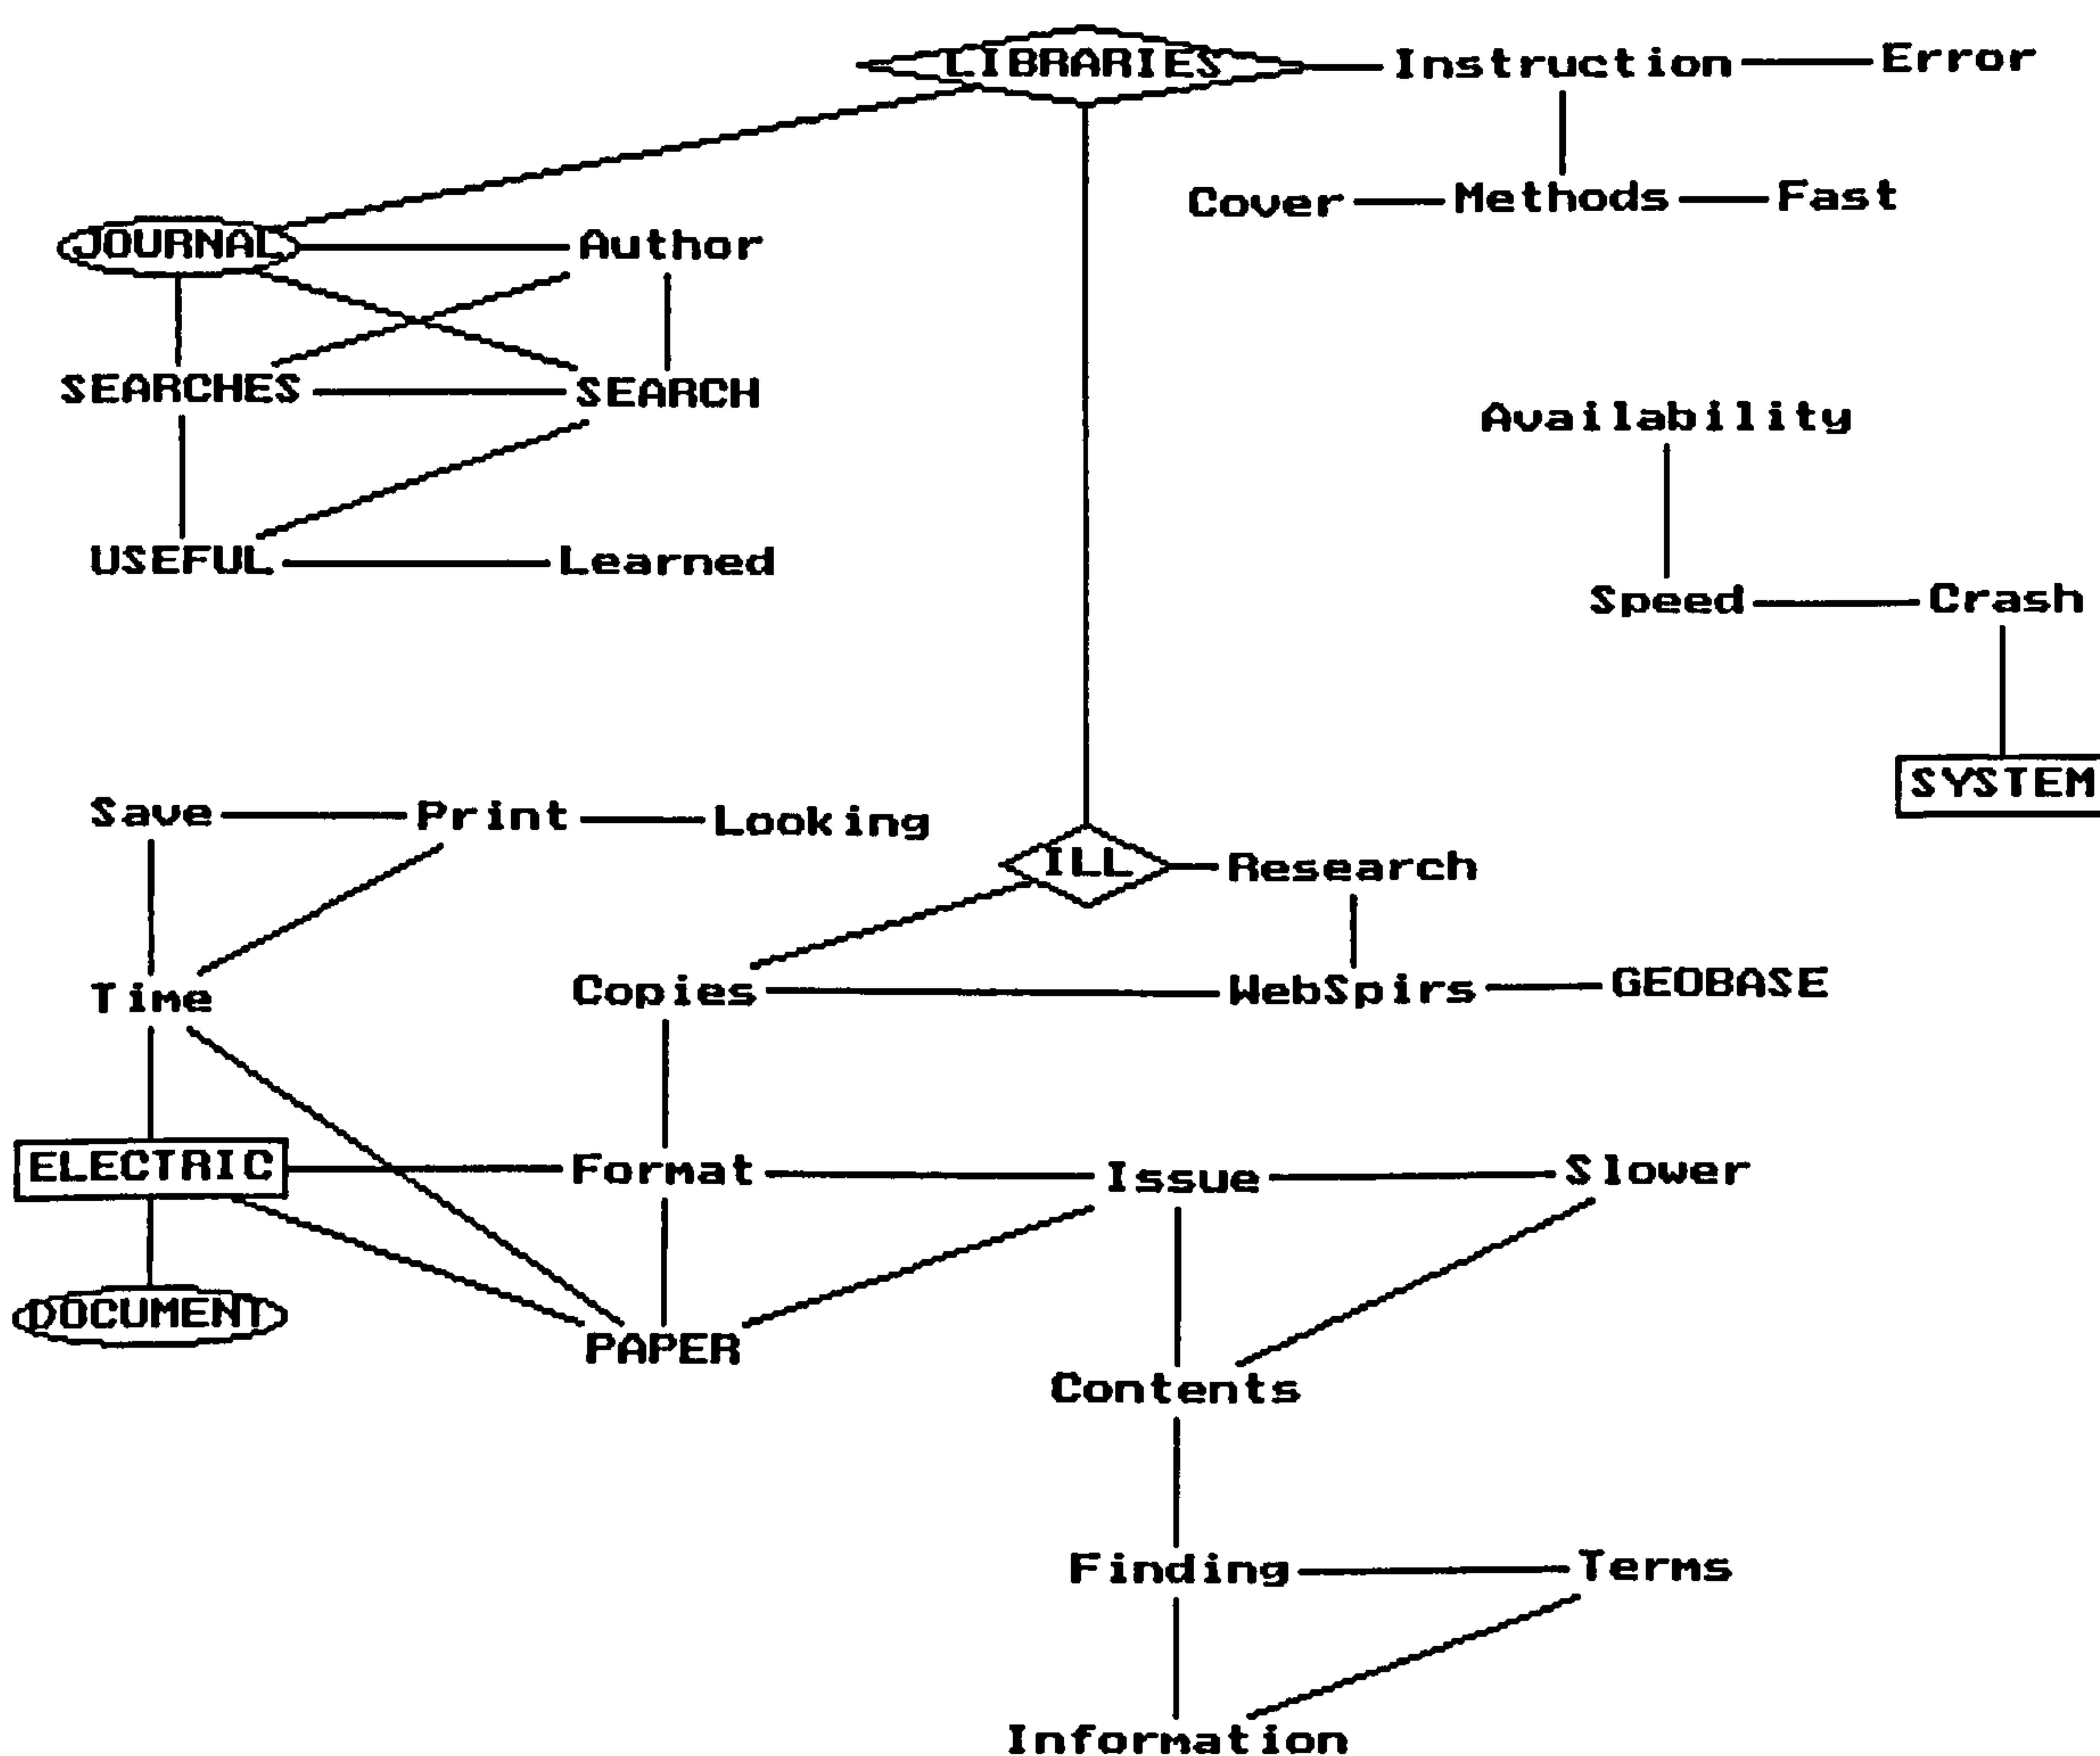 LIBRARIES Instruction Error
Cover Methods Fast
JOURNAL Author
SEARCHES SEARCH
Availability
USEFUL Learned
Speed Crash
SYSTEM
Save Print Looking
ILL Research
Time Copies WebSpirs GEOBASE
ELECTRIC Format Issue Slower
DOCUMENT
PAPER
Contents
Finding Terms
Information